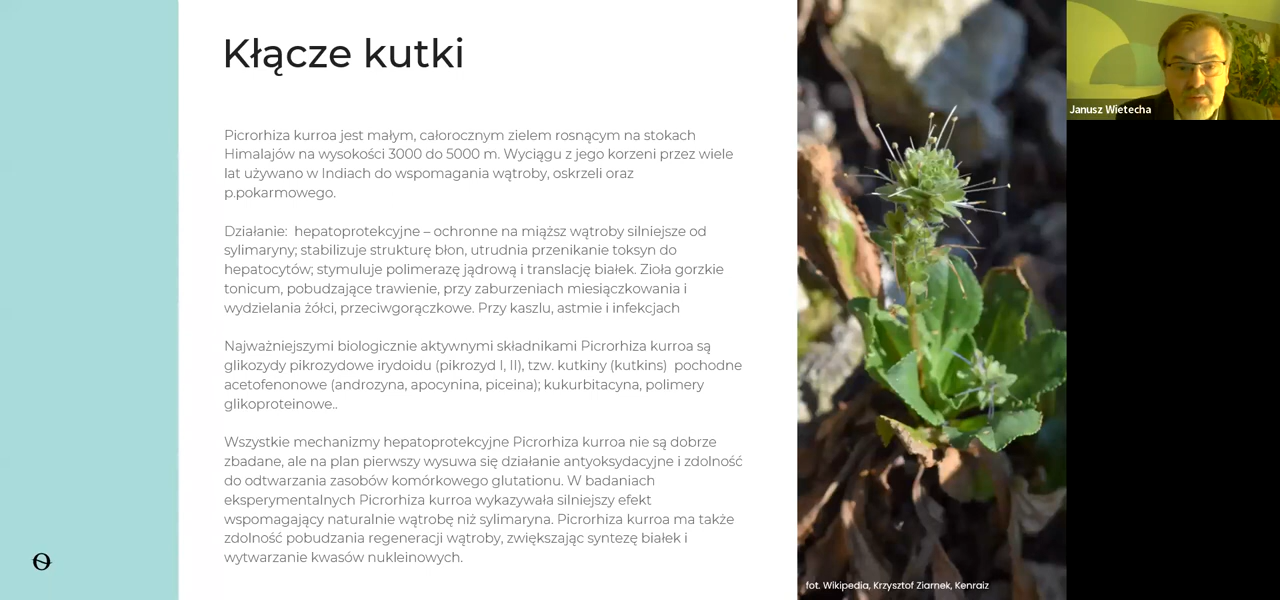 Kłącze kutki
Picrorhiza kurroa jest małym, całorocznym zielem rosnącym na stokach
Himalajów na wysokości 3000 do 5000 m. Wyciągu z jego korzeni przez wiele
lat używano w Indiach do wspomagania wątroby, oskrzeli oraz
p.pokarmowego.
Działanie:  hepatoprotekcyjne – ochronne na miąższ wątroby silniejsze od
sylimaryny; stabilizuje strukturę błon, utrudnia przenikanie toksyn do
hepatocytów; stymuluje polimerazę jądrową i translację białek. Zioła gorzkie
tonicum, pobudzające trawienie, przy zaburzeniach miesiączkowania i
wydzielania żółci, przeciwgorączkowe. Przy kaszlu, astmie i infekcjach
Najważniejszymi biologicznie aktywnymi składnikami Picrorhiza kurroa są
glikozydy pikrozydowe irydoidu (pikrozyd I, II), tzw. kutkiny (kutkins)  pochodne
acetofenonowe (androzyna, apocynina, piceina); kukurbitacyna, polimery
glikoproteinowe..
Wszystkie mechanizmy hepatoprotekcyjne Picrorhiza kurroa nie są dobrze
zbadane, ale na plan pierwszy wysuwa się działanie antyoksydacyjne i zdolność
do odtwarzania zasobów komórkowego glutationu. W badaniach
eksperymentalnych Picrorhiza kurroa wykazywała silniejszy efekt
wspomagający naturalnie wątrobę niż sylimaryna. Picrorhiza kurroa ma także
zdolność pobudzania regeneracji wątroby, zwiększając syntezę białek i
wytwarzanie kwasów nukleinowych.
fot. Wikipedia, Krzysztof Ziarnek, Kenraiz
Janusz Wietecha